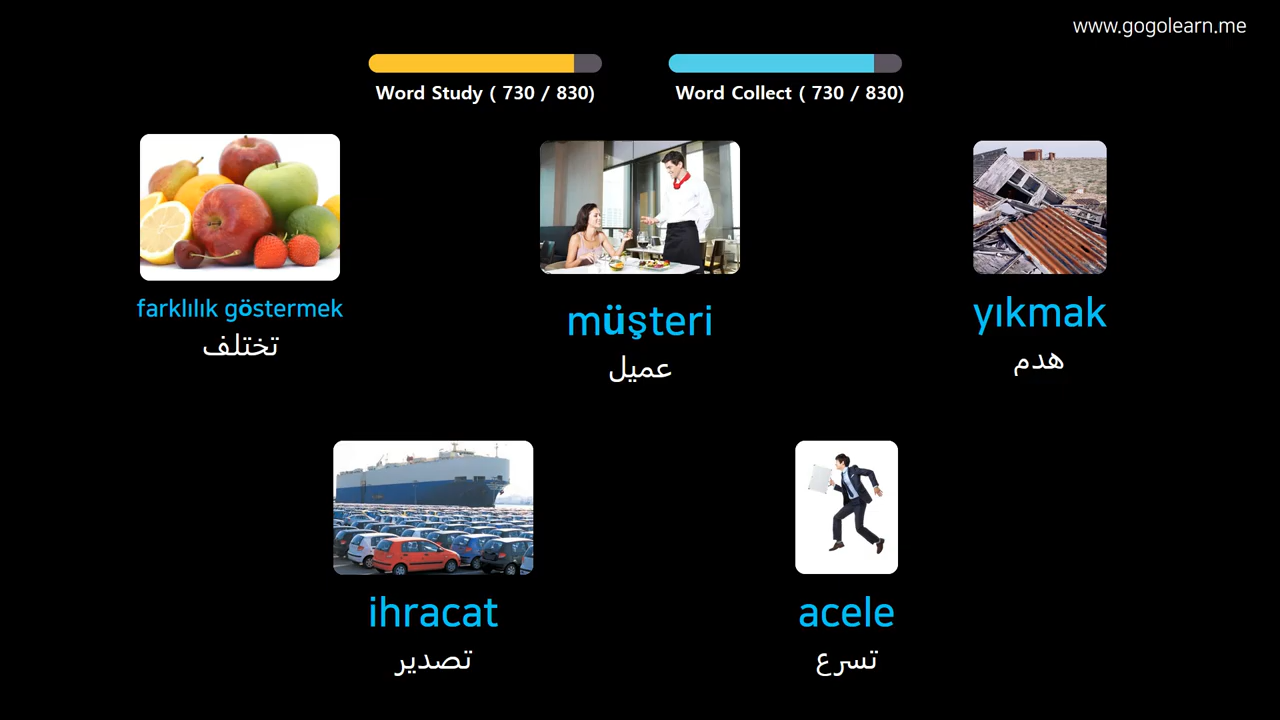 www.gogolearn.me
Word Study ( 730 / 830)
Word Collect ( 730 / 830)
farklılık göstermek
تختلف
müşteri
عميل
yıkmak
هدم
ihracat
تصدير
acele
تسرع